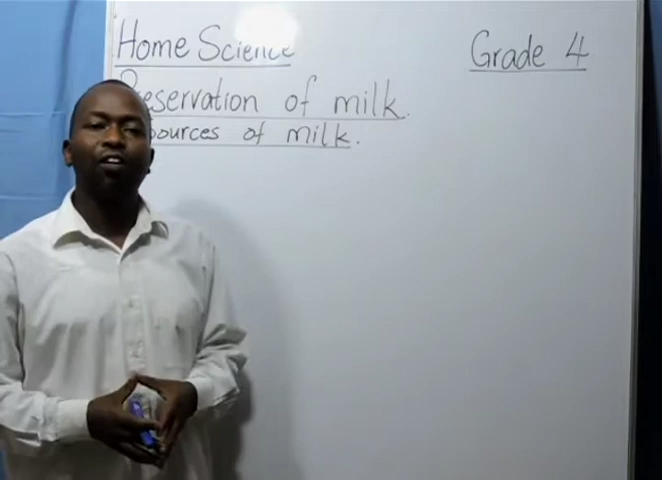 Home Science
Grade 4
Preservation of milk.
Sources of milk.